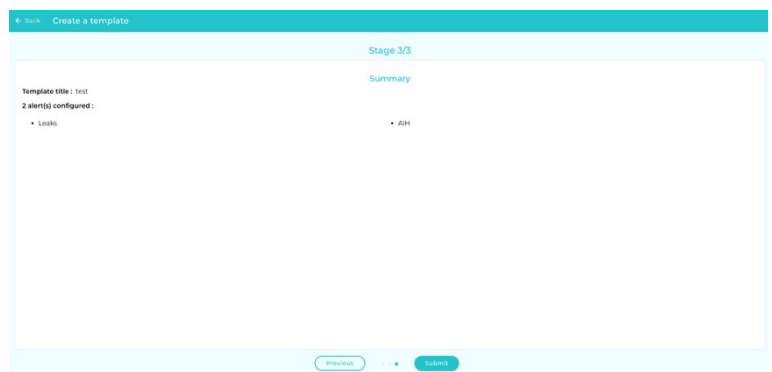 ← Back Create a template
Stage 3/3
Summary
Template title : test
2 alert(s) configured :
• Leaks • AIH
Previous Submit